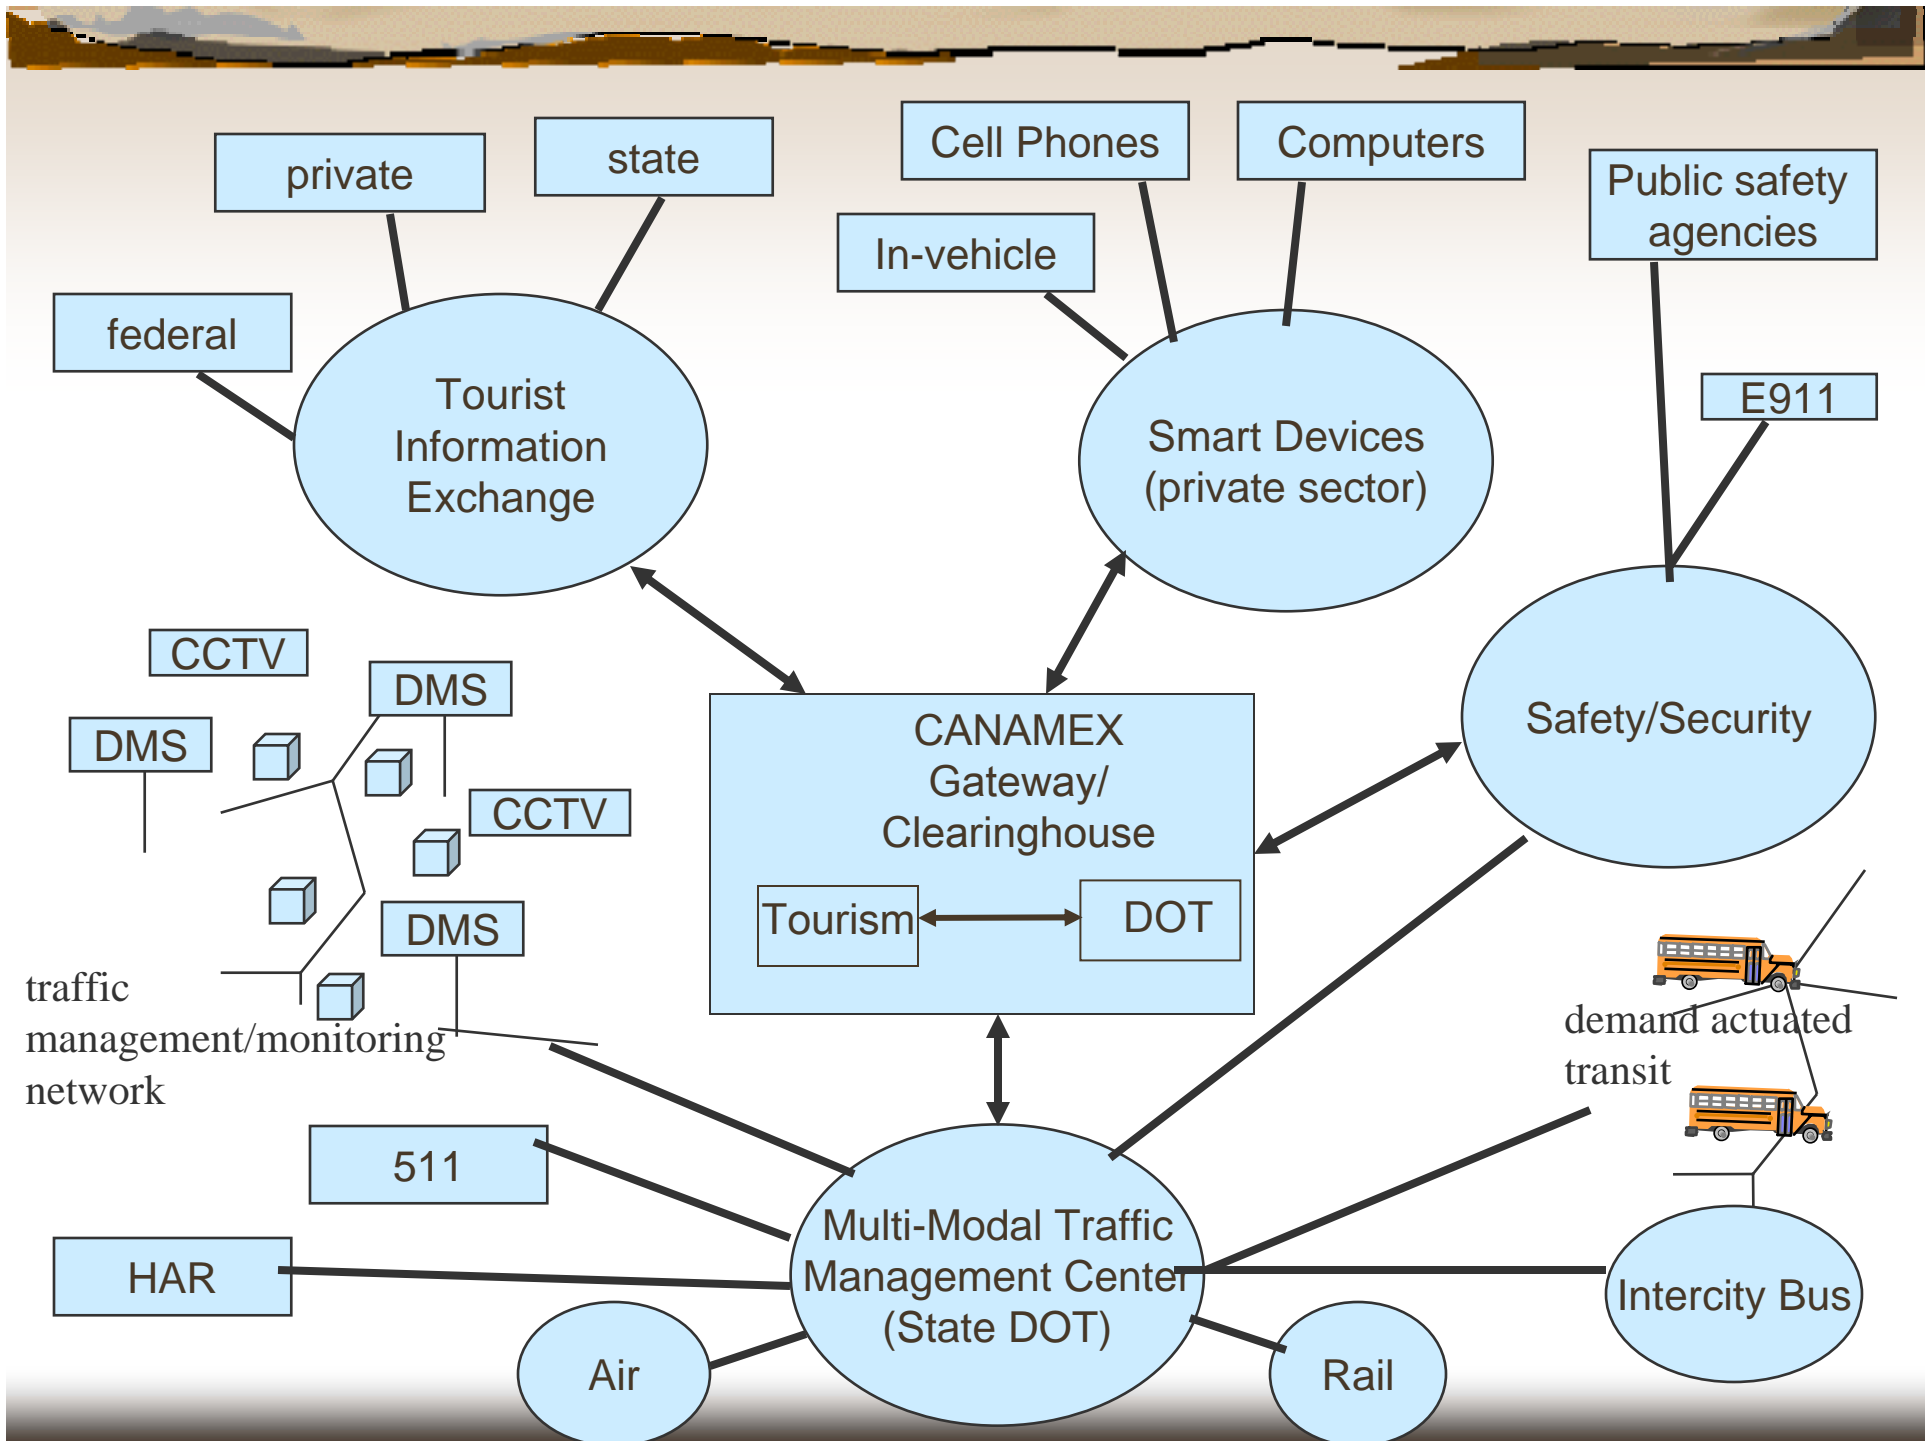 private
state
Cell Phones
Computers
Public safety
agencies
In-vehicle
federal
Tourist
Information
Exchange
Smart Devices
(private sector)
E911
CCTV
DMS
DMS
CCTV
DMS
traffic
management/monitoring
network
CANAMEX
Gateway/
Clearinghouse
Tourism
DOT
Safety/Security
demand actuated
transit
511
HAR
Multi-Modal Traffic
Management Center
(State DOT)
Intercity Bus
Air
Rail